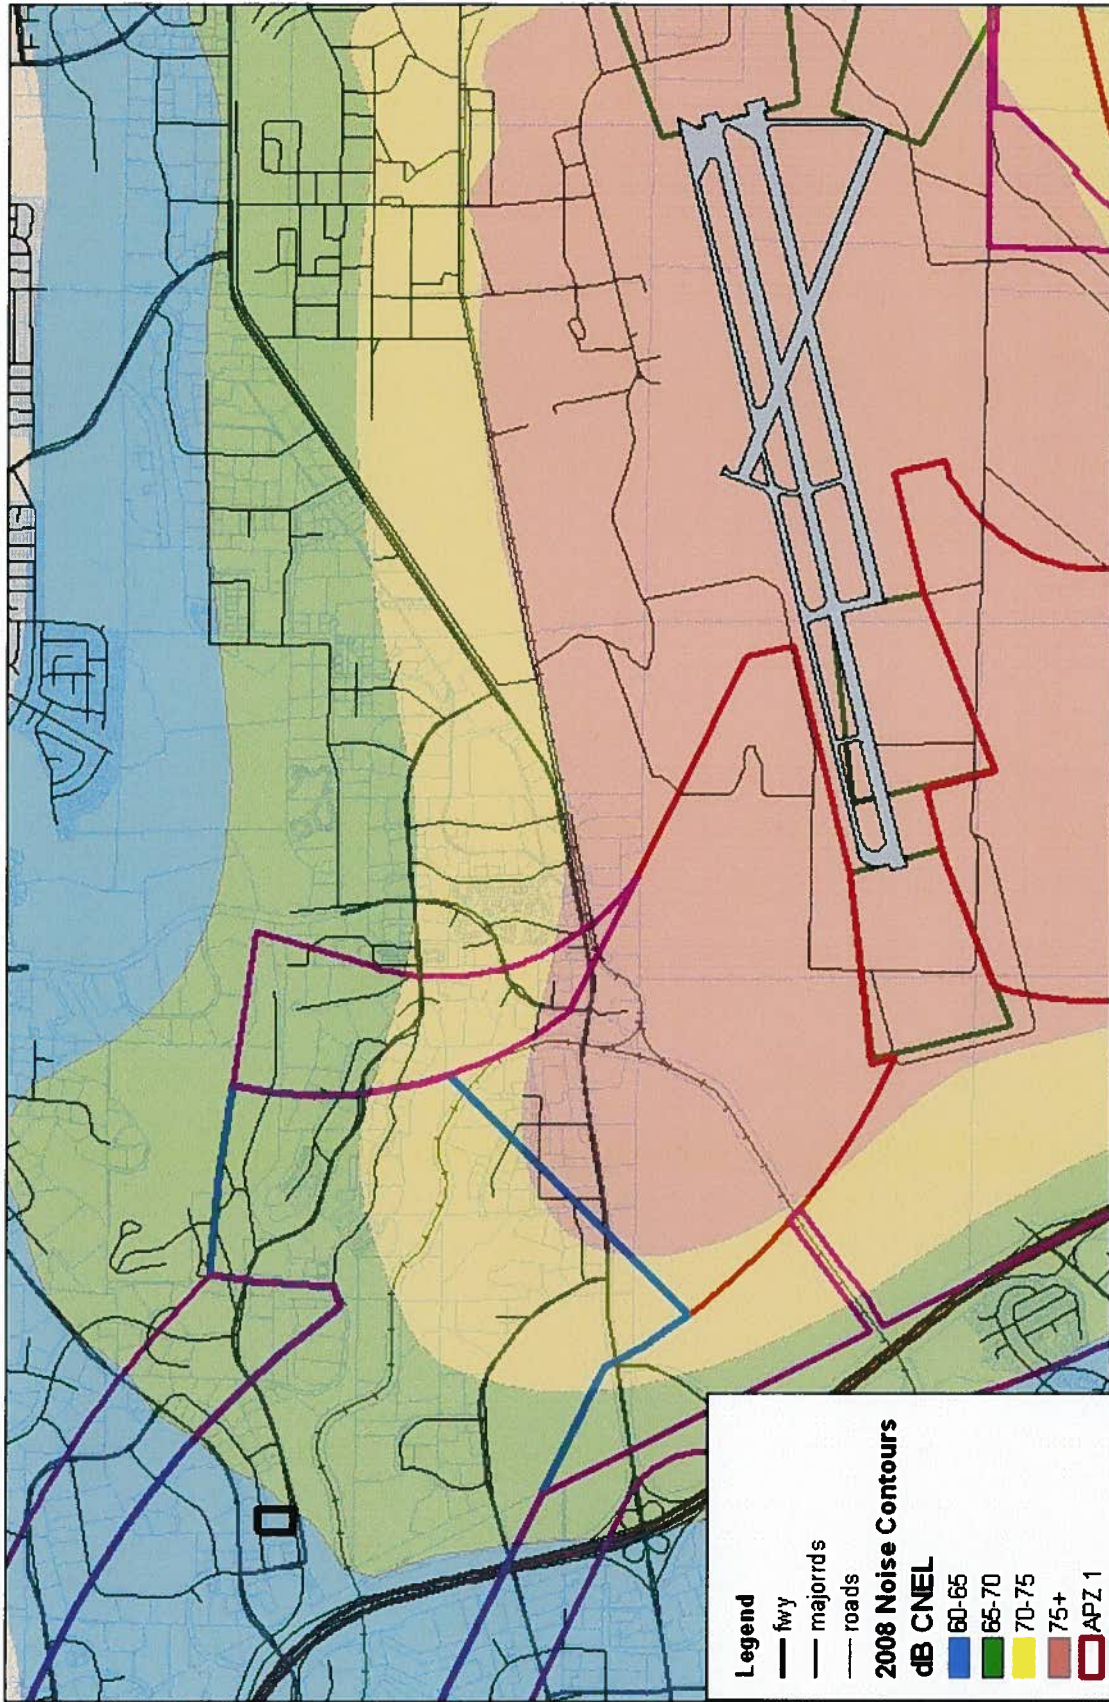 Legend
fwy
majorrds
roads
2008 Noise Contours
dB CNEL
60-65
65-70
70-75
75+
APZ 1